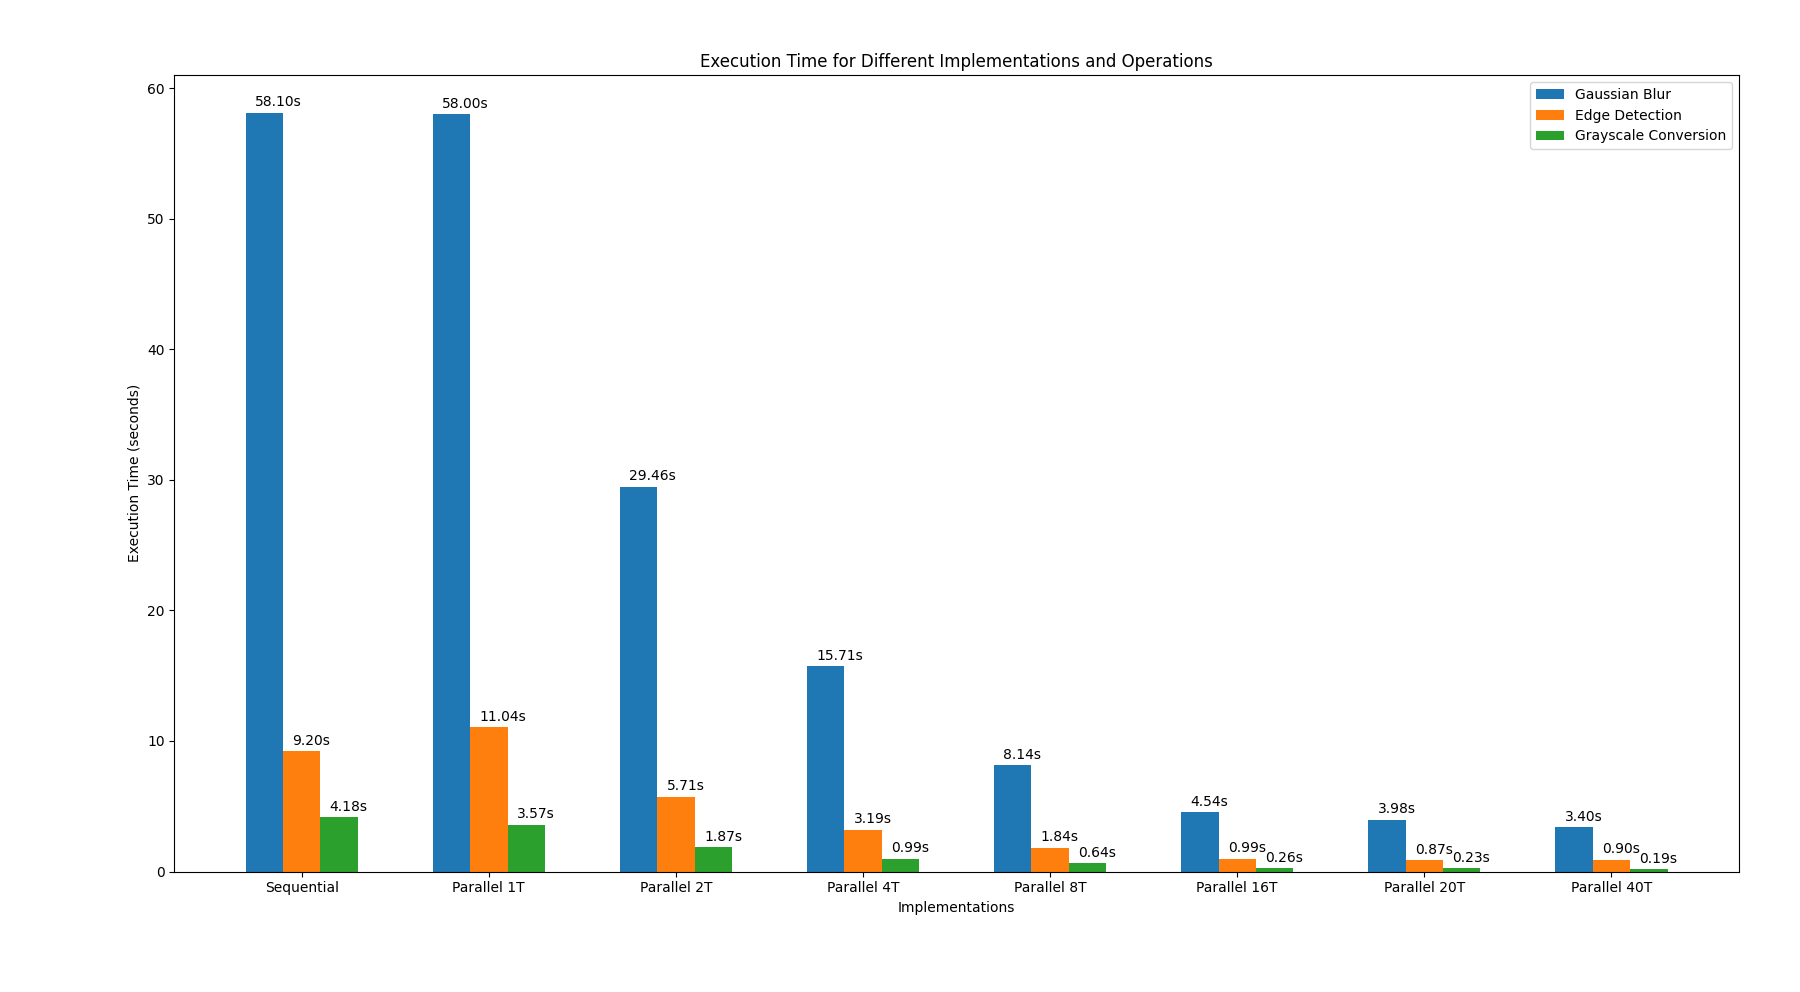 Execution Time for Different Implementations and Operations
Gaussian Blur
Edge Detection
Grayscale Conversion
Execution Time (seconds)
60
50
40
30
20
10
0
58.10s
9.20s
4.18s
58.00s
11.04s
3.57s
29.46s
5.71s
1.87s
15.71s
3.19s
0.99s
8.14s
1.84s
0.64s
4.54s
0.99s
0.26s
3.98s
0.87s
0.23s
3.40s
0.90s
0.19s
Sequential
Parallel 1T
Parallel 2T
Parallel 4T
Parallel 8T
Parallel 16T
Parallel 20T
Parallel 40T
Implementations